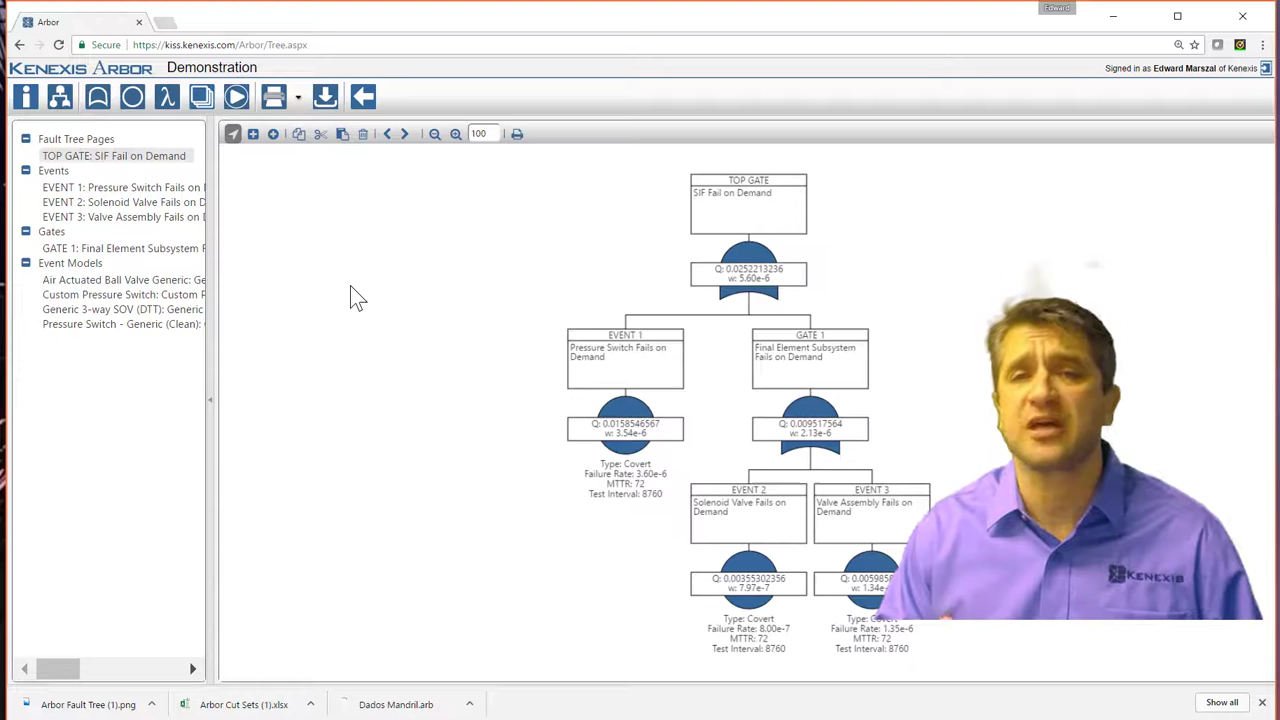 Edward
Arbor
Secure
https://kiss.kenexis.com/Arbor/Tree.aspx
KENEXIS ARBOR
Demonstration
Signed in as Edward Marszal of Kenexis
Fault Tree Pages
TOP GATE: SIF Fail on Demand
Events
EVENT 1: Pressure Switch Fails on
EVENT 2: Solenoid Valve Fails on D
EVENT 3: Valve Assembly Fails on
Gates
GATE 1: Final Element Subsystem F
Event Models
Air Actuated Ball Valve Generic: Ge
Custom Pressure Switch: Custom P
Generic 3-way SOV (DTT): Generic
Pressure Switch - Generic (Clean):
100
TOP GATE
SIF Fail on Demand
Q: 0.0252213236
w: 5.60e-6
EVENT 1
Pressure Switch Fails on
Demand
Q: 0.0158546567
w: 3.54e-6
Type: Covert
Failure Rate: 3.60e-6
MTTR: 72
Test Interval: 8760
GATE 1
Final Element Subsystem
Fails on Demand
Q: 0.009517564
w: 2.13e-6
EVENT 2
Solenoid Valve Fails on
Demand
Q: 0.00355302356
w: 7.97e-7
Type: Covert
Failure Rate: 8.00e-7
MTTR: 72
Test Interval: 8760
EVENT 3
Valve Assembly Fails on
Demand
Q: 0.005985
w: 1.34e-
Type: Covert
Failure Rate: 1.35e-6
MTTR: 72
Test Interval: 8760
KENEXIS
Arbor Fault Tree (1).png
Arbor Cut Sets (1).xlsx
Dados Mandril.arb
Show all